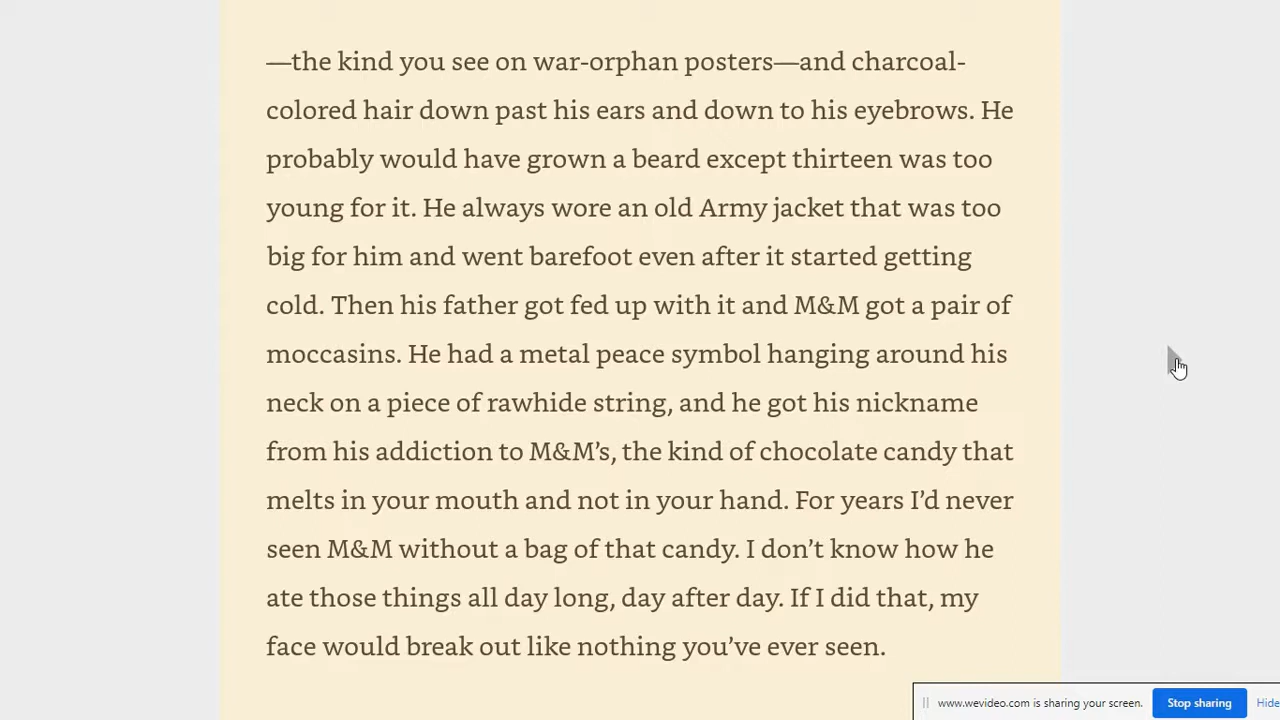 —the kind you see on war-orphan posters—and charcoal-
colored hair down past his ears and down to his eyebrows. He
probably would have grown a beard except thirteen was too
young for it. He always wore an old Army jacket that was too
big for him and went barefoot even after it started getting
cold. Then his father got fed up with it and M&M got a pair of
moccasins. He had a metal peace symbol hanging around his
neck on a piece of rawhide string, and he got his nickname
from his addiction to M&M’s, the kind of chocolate candy that
melts in your mouth and not in your hand. For years I’d never
seen M&M without a bag of that candy. I don’t know how he
ate those things all day long, day after day. If I did that, my
face would break out like nothing you’ve ever seen.
www.wevideo.com is sharing your screen. Stop sharing Hide